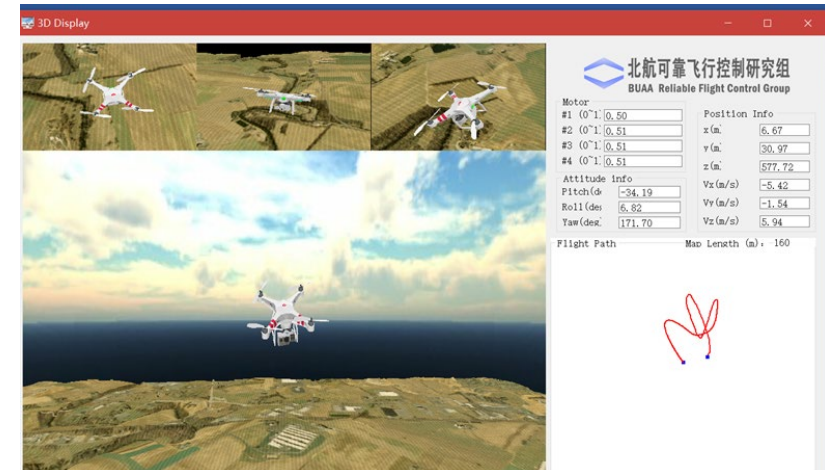 3D Display
北航可靠飞行控制研究组
BUAA Reliable Flight Control Group
Motor
#1 (0~1] 0.50
#2 (0~1] 0.51
#3 (0~1] 0.51
#4 (0~1] 0.51
Attitude info
Pitch(de -34.19
Roll(deg 6.82
Yaw(deg] 171.70
Position Info
x(m] 6.67
y(m] 30.97
z(m] 577.72
Vx(m/s) -5.42
Vy(m/s) -1.54
Vz(m/s) 5.94
Flight Path
Map Length (m): 160